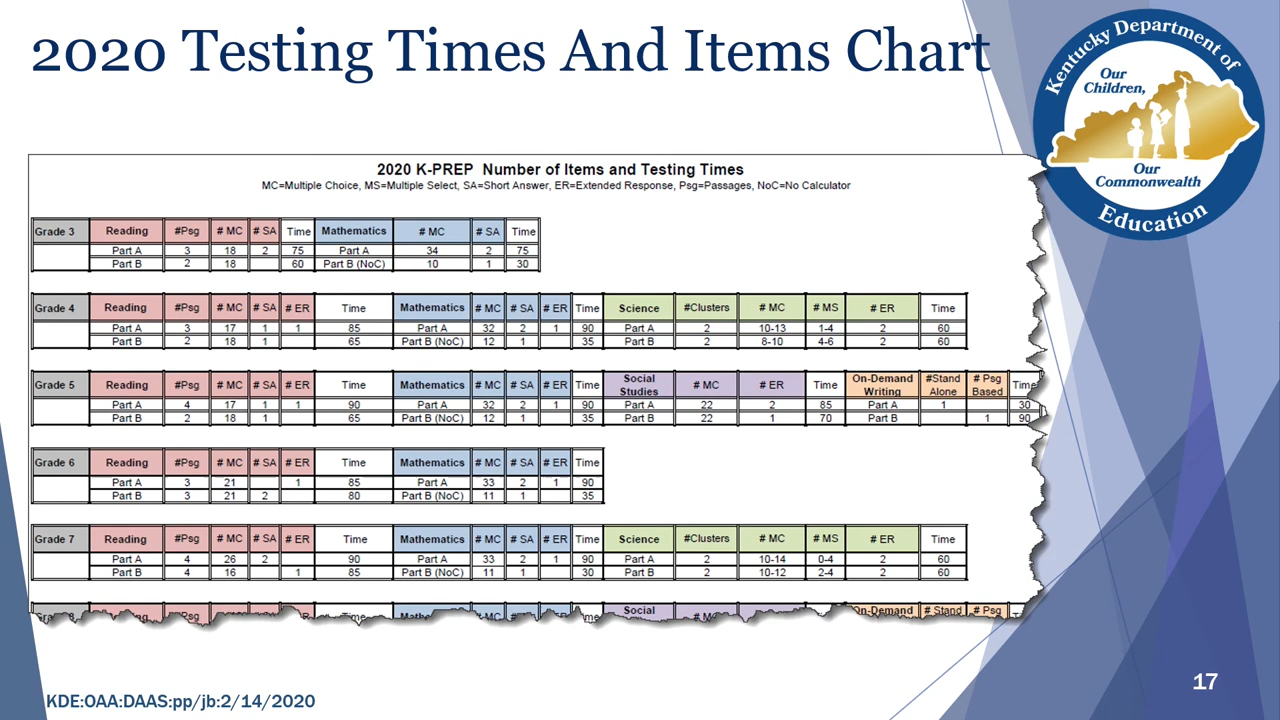 2020 Testing Times And Items Chart
Kentucky Department of
Our
Children,
Our
Commonwealth
Education
2020 K-PREP Number of Items and Testing Times
MC=Multiple Choice, MS=Multiple Select, SA=Short Answer, ER=Extended Response, Psg=Passages, NoC=No Calculator
Grade 3 Reading #Psg # MC # SA Time Mathematics # MC # SA Time
Part A 3 18 2 75 Part A 34 2 75
Part B 2 18 60 Part B (NoC) 10 1 30
Grade 4 Reading #Psg # MC # SA # ER Time Mathematics # MC # SA # ER Time Science #Clusters # MC # MS # ER Time
Part A 3 17 1 1 85 Part A 32 2 1 90 Part A 2 10-13 1-4 2 60
Part B 2 18 1 65 Part B (NoC) 12 1 35 Part B 2 8-10 4-6 2 60
Grade 5 Reading #Psg # MC # SA # ER Time Mathematics # MC # SA # ER Time Social Studies # MC # ER Time On-Demand Writing #Stand Alone # Psg Based Time
Part A 4 17 1 1 90 Part A 32 2 1 90 Part A 22 2 85 Part A 1 30
Part B 2 18 1 65 Part B (NoC) 12 1 35 Part B 22 1 70 Part B 1 90
Grade 6 Reading #Psg # MC # SA # ER Time Mathematics # MC # SA # ER Time
Part A 3 21 1 85 Part A 33 2 1 90
Part B 3 21 2 80 Part B (NoC) 11 1 35
Grade 7 Reading #Psg # MC # SA # ER Time Mathematics # MC # SA # ER Time Science #Clusters # MC # MS # ER Time
Part A 4 26 2 90 Part A 33 2 1 90 Part A 2 10-14 0-4 2 60
Part B 4 16 1 85 Part B (NoC) 11 1 30 Part B 2 10-12 2-4 2 60
Social On-Demand # Stand # Psg
KDE:OAA:DAAS:pp/jb:2/14/2020
17